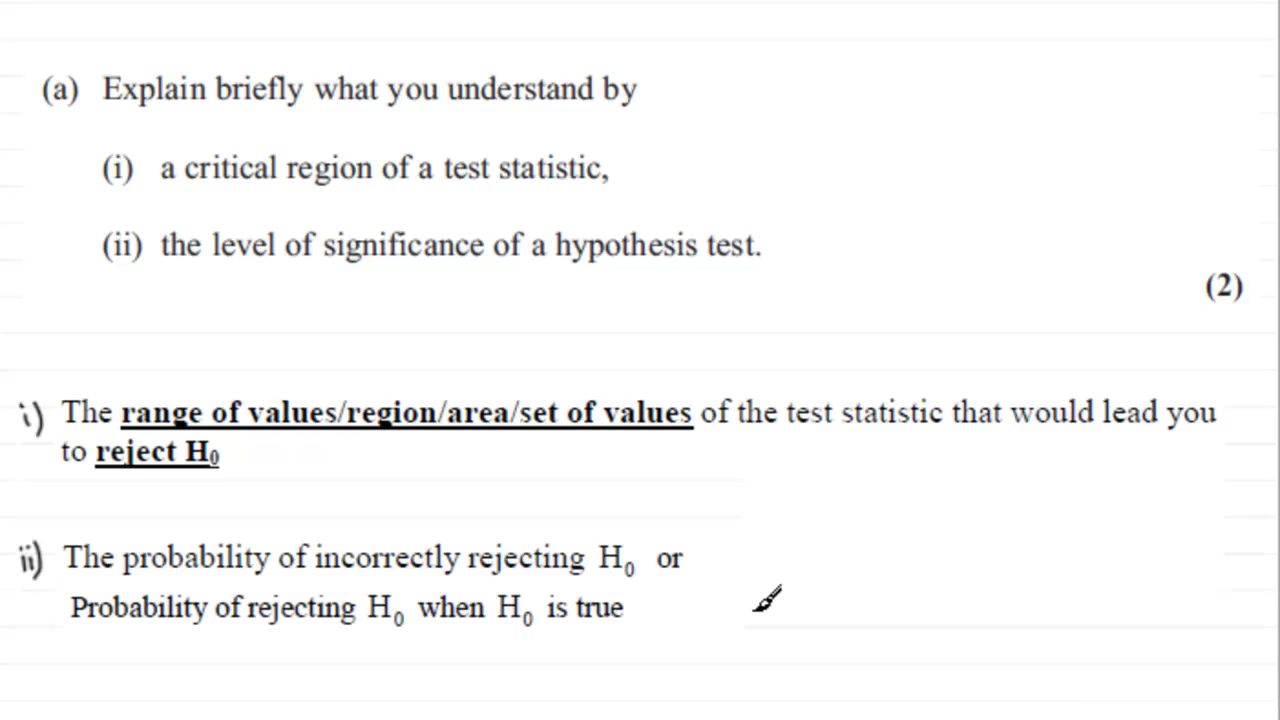 (a) Explain briefly what you understand by
(i) a critical region of a test statistic,
(ii) the level of significance of a hypothesis test.
(2)
i) The range of values/region/area/set of values of the test statistic that would lead you
to reject H₀
ii) The probability of incorrectly rejecting H₀ or
Probability of rejecting H₀ when H₀ is true